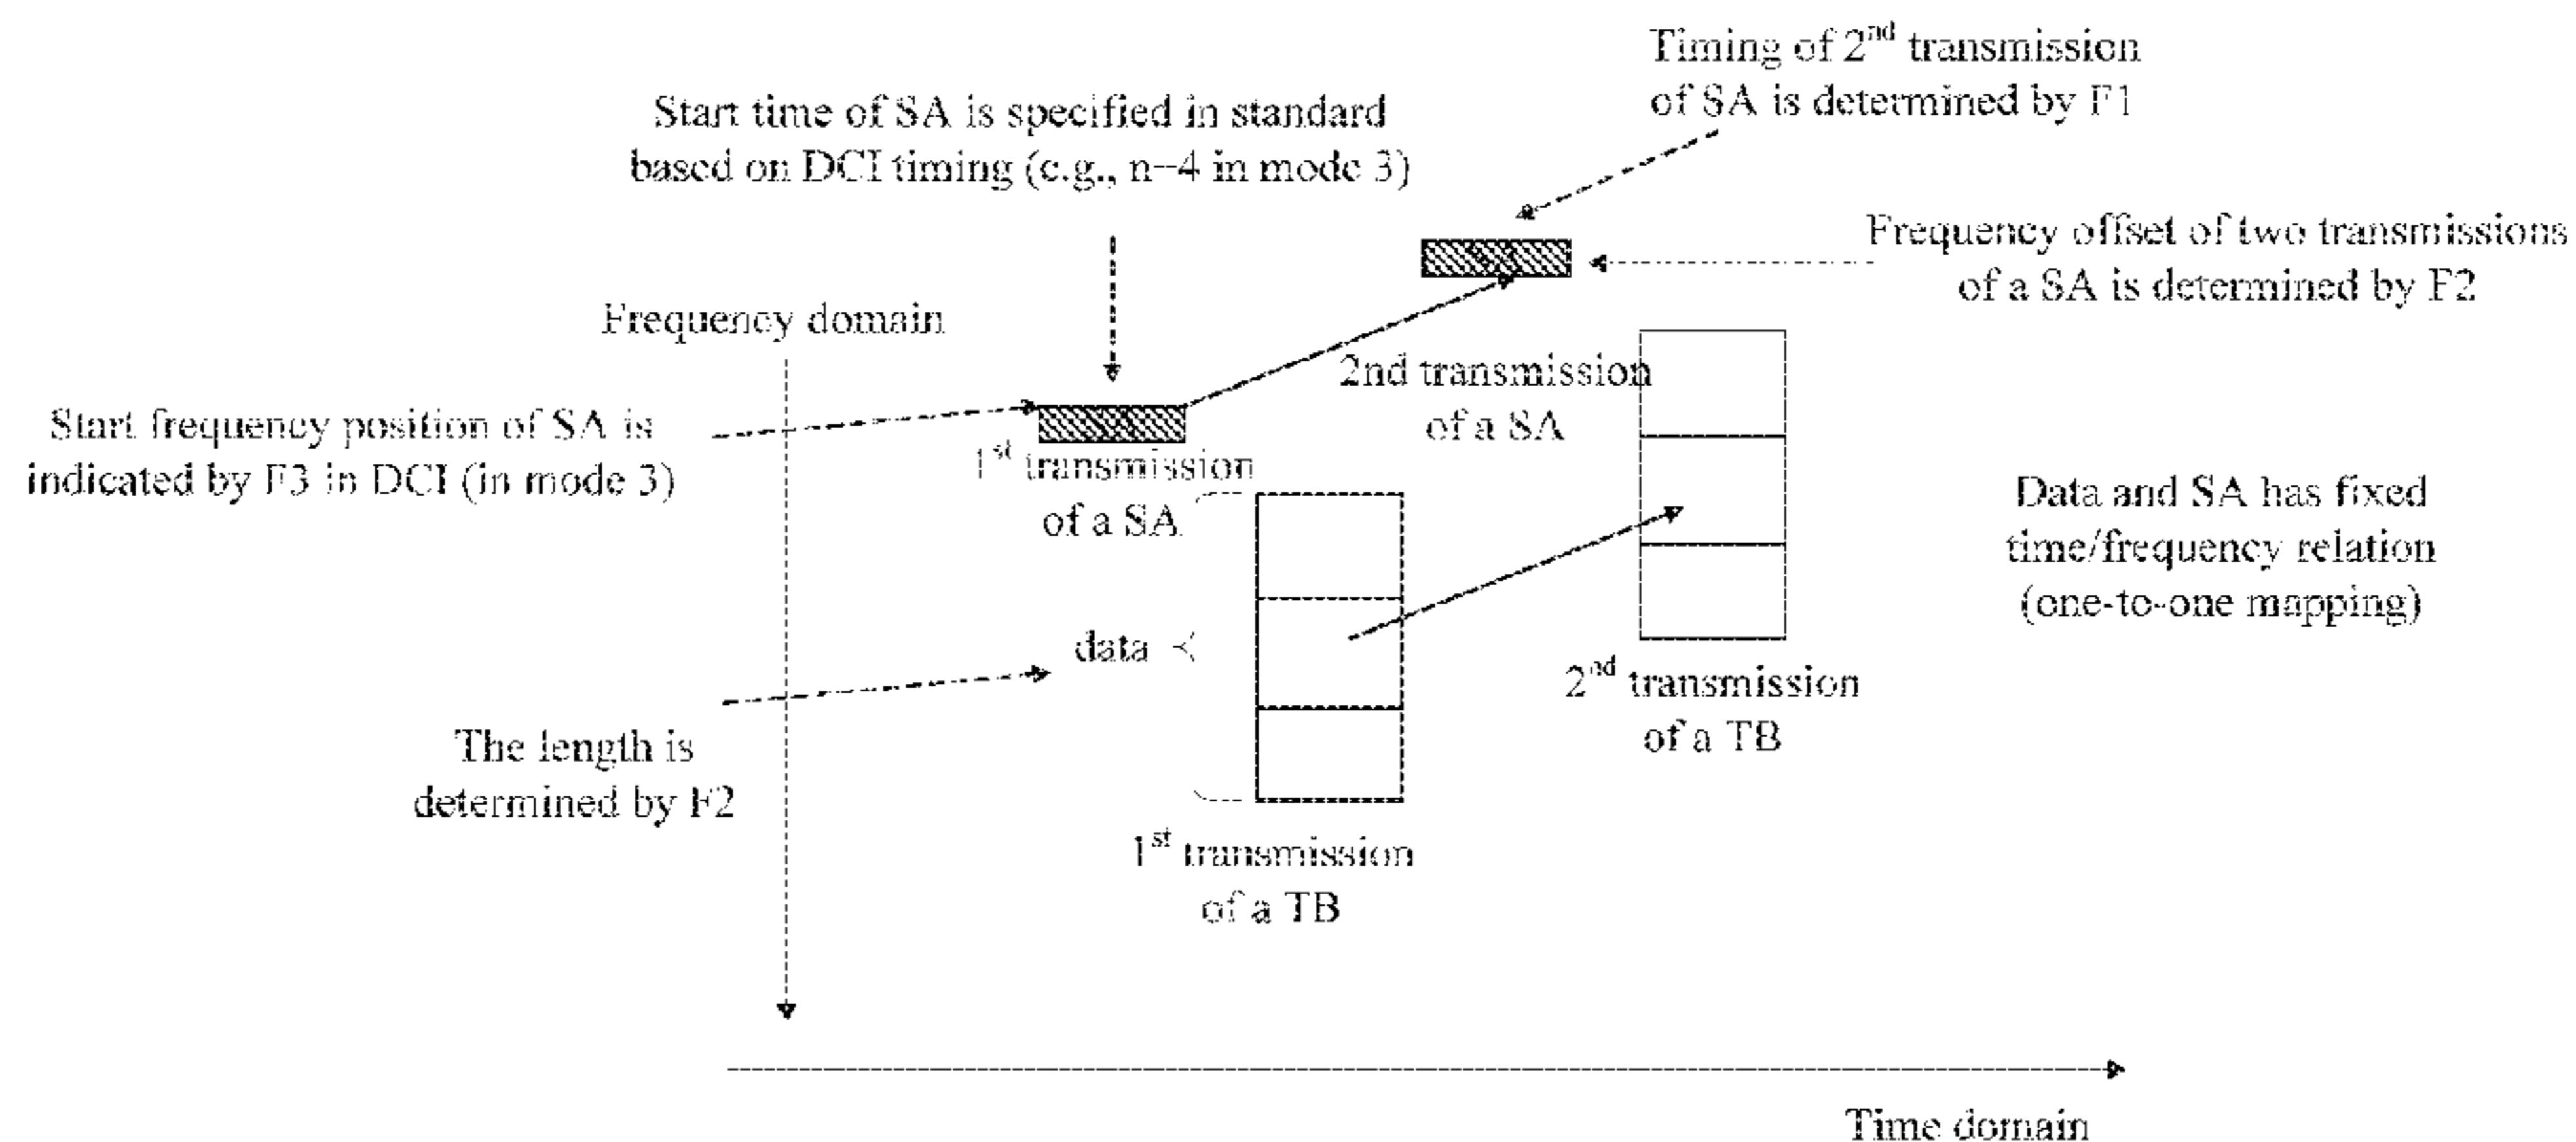 Timing of 2nd transmission
of SA is determined by F1
Start time of SA is specified in standard
based on DCI timing (e.g., n+4 in mode 3)
Frequency offset of two transmissions
of a SA is determined by F2
Frequency domain
2nd transmission
of a SA
Start frequency position of SA is
indicated by F3 in DCI (in mode 3)
1st transmission
of a SA
Data and SA has fixed
time/frequency relation
(one-to-one mapping)
data
2nd transmission
of a TB
The length is
determined by F2
1st transmission
of a TB
Time domain